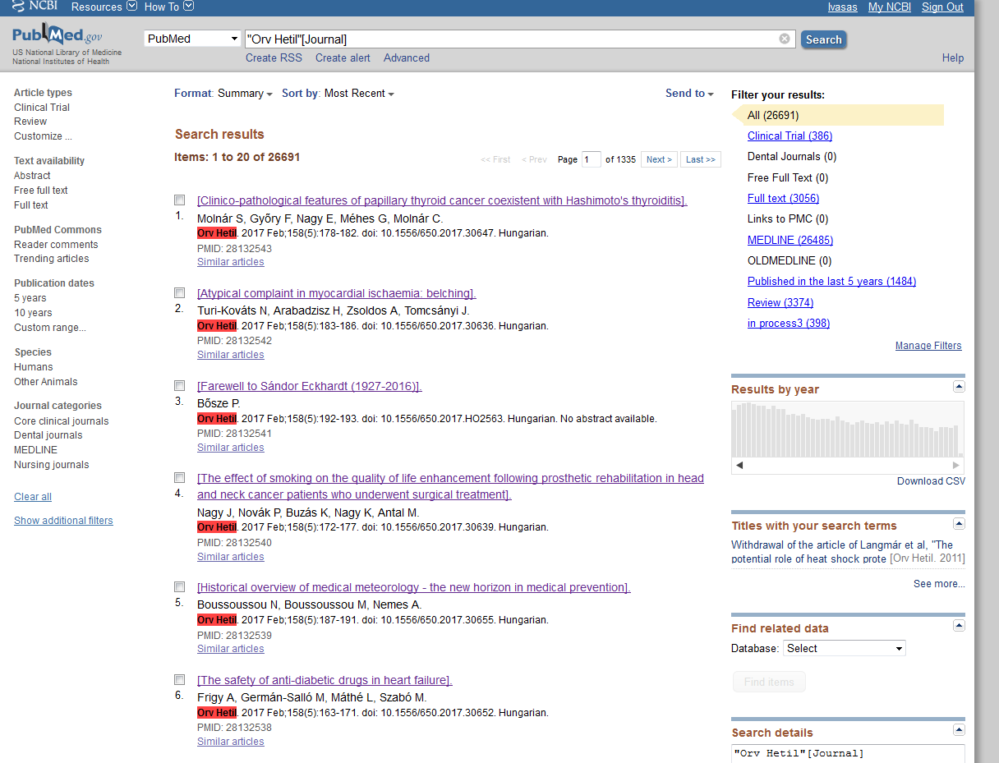 NCBI Resources How To lvasas My NCBI Sign Out
PubMed.gov
US National Library of Medicine
National Institutes of Health
PubMed "Orv Hetil"[Journal] Search
Create RSS Create alert Advanced Help
Article types
Clinical Trial
Review
Customize ...
Text availability
Abstract
Free full text
Full text
PubMed Commons
Reader comments
Trending articles
Publication dates
5 years
10 years
Custom range...
Species
Humans
Other Animals
Journal categories
Core clinical journals
Dental journals
MEDLINE
Nursing journals
Clear all
Show additional filters
Format: Summary Sort by: Most Recent Send to
Search results
Items: 1 to 20 of 26691
<< First < Prev Page 1 of 1335 Next > Last >>
[Clinico-pathological features of papillary thyroid cancer coexistent with Hashimoto's thyroiditis].
1. Molnár S, Győry F, Nagy E, Méhes G, Molnár C.
Orv Hetil. 2017 Feb;158(5):178-182. doi: 10.1556/650.2017.30647. Hungarian.
PMID: 28132543
Similar articles
[Atypical complaint in myocardial ischaemia: belching].
2. Turi-Kováts N, Arabadzisz H, Zsoldos A, Tomcsányi J.
Orv Hetil. 2017 Feb;158(5):183-186. doi: 10.1556/650.2017.30636. Hungarian.
PMID: 28132542
Similar articles
[Farewell to Sándor Eckhardt (1927-2016)].
3. Bősze P.
Orv Hetil. 2017 Feb;158(5):192-193. doi: 10.1556/650.2017.HO2563. Hungarian. No abstract available.
PMID: 28132541
Similar articles
[The effect of smoking on the quality of life enhancement following prosthetic rehabilitation in head
4. and neck cancer patients who underwent surgical treatment].
Nagy J, Novák P, Buzás K, Nagy K, Antal M.
Orv Hetil. 2017 Feb;158(5):172-177. doi: 10.1556/650.2017.30639. Hungarian.
PMID: 28132540
Similar articles
[Historical overview of medical meteorology - the new horizon in medical prevention].
5. Boussoussou N, Boussoussou M, Nemes A.
Orv Hetil. 2017 Feb;158(5):187-191. doi: 10.1556/650.2017.30655. Hungarian.
PMID: 28132539
Similar articles
[The safety of anti-diabetic drugs in heart failure].
6. Frigy A, Germán-Salló M, Máthé L, Szabó M.
Orv Hetil. 2017 Feb;158(5):163-171. doi: 10.1556/650.2017.30652. Hungarian.
PMID: 28132538
Similar articles
Filter your results:
All (26691)
Clinical Trial (386)
Dental Journals (0)
Free Full Text (0)
Full text (3056)
Links to PMC (0)
MEDLINE (26485)
OLDMEDLINE (0)
Published in the last 5 years (1484)
Review (3374)
in process3 (398)
Manage Filters
Results by year
Download CSV
Titles with your search terms
Withdrawal of the article of Langmár et al, "The
potential role of heat shock prote [Orv Hetil. 2011]
See more...
Find related data
Database: Select
Find items
Search details
"Orv Hetil"[Journal]